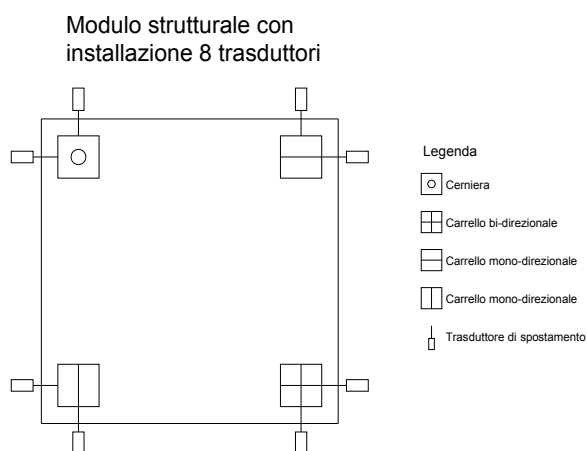 Modulo strutturale con
installazione 8 trasduttori
Legenda
Cerniera
Carrello bi-direzionale
Carrello mono-direzionale
Carrello mono-direzionale
Trasduttore di spostamento